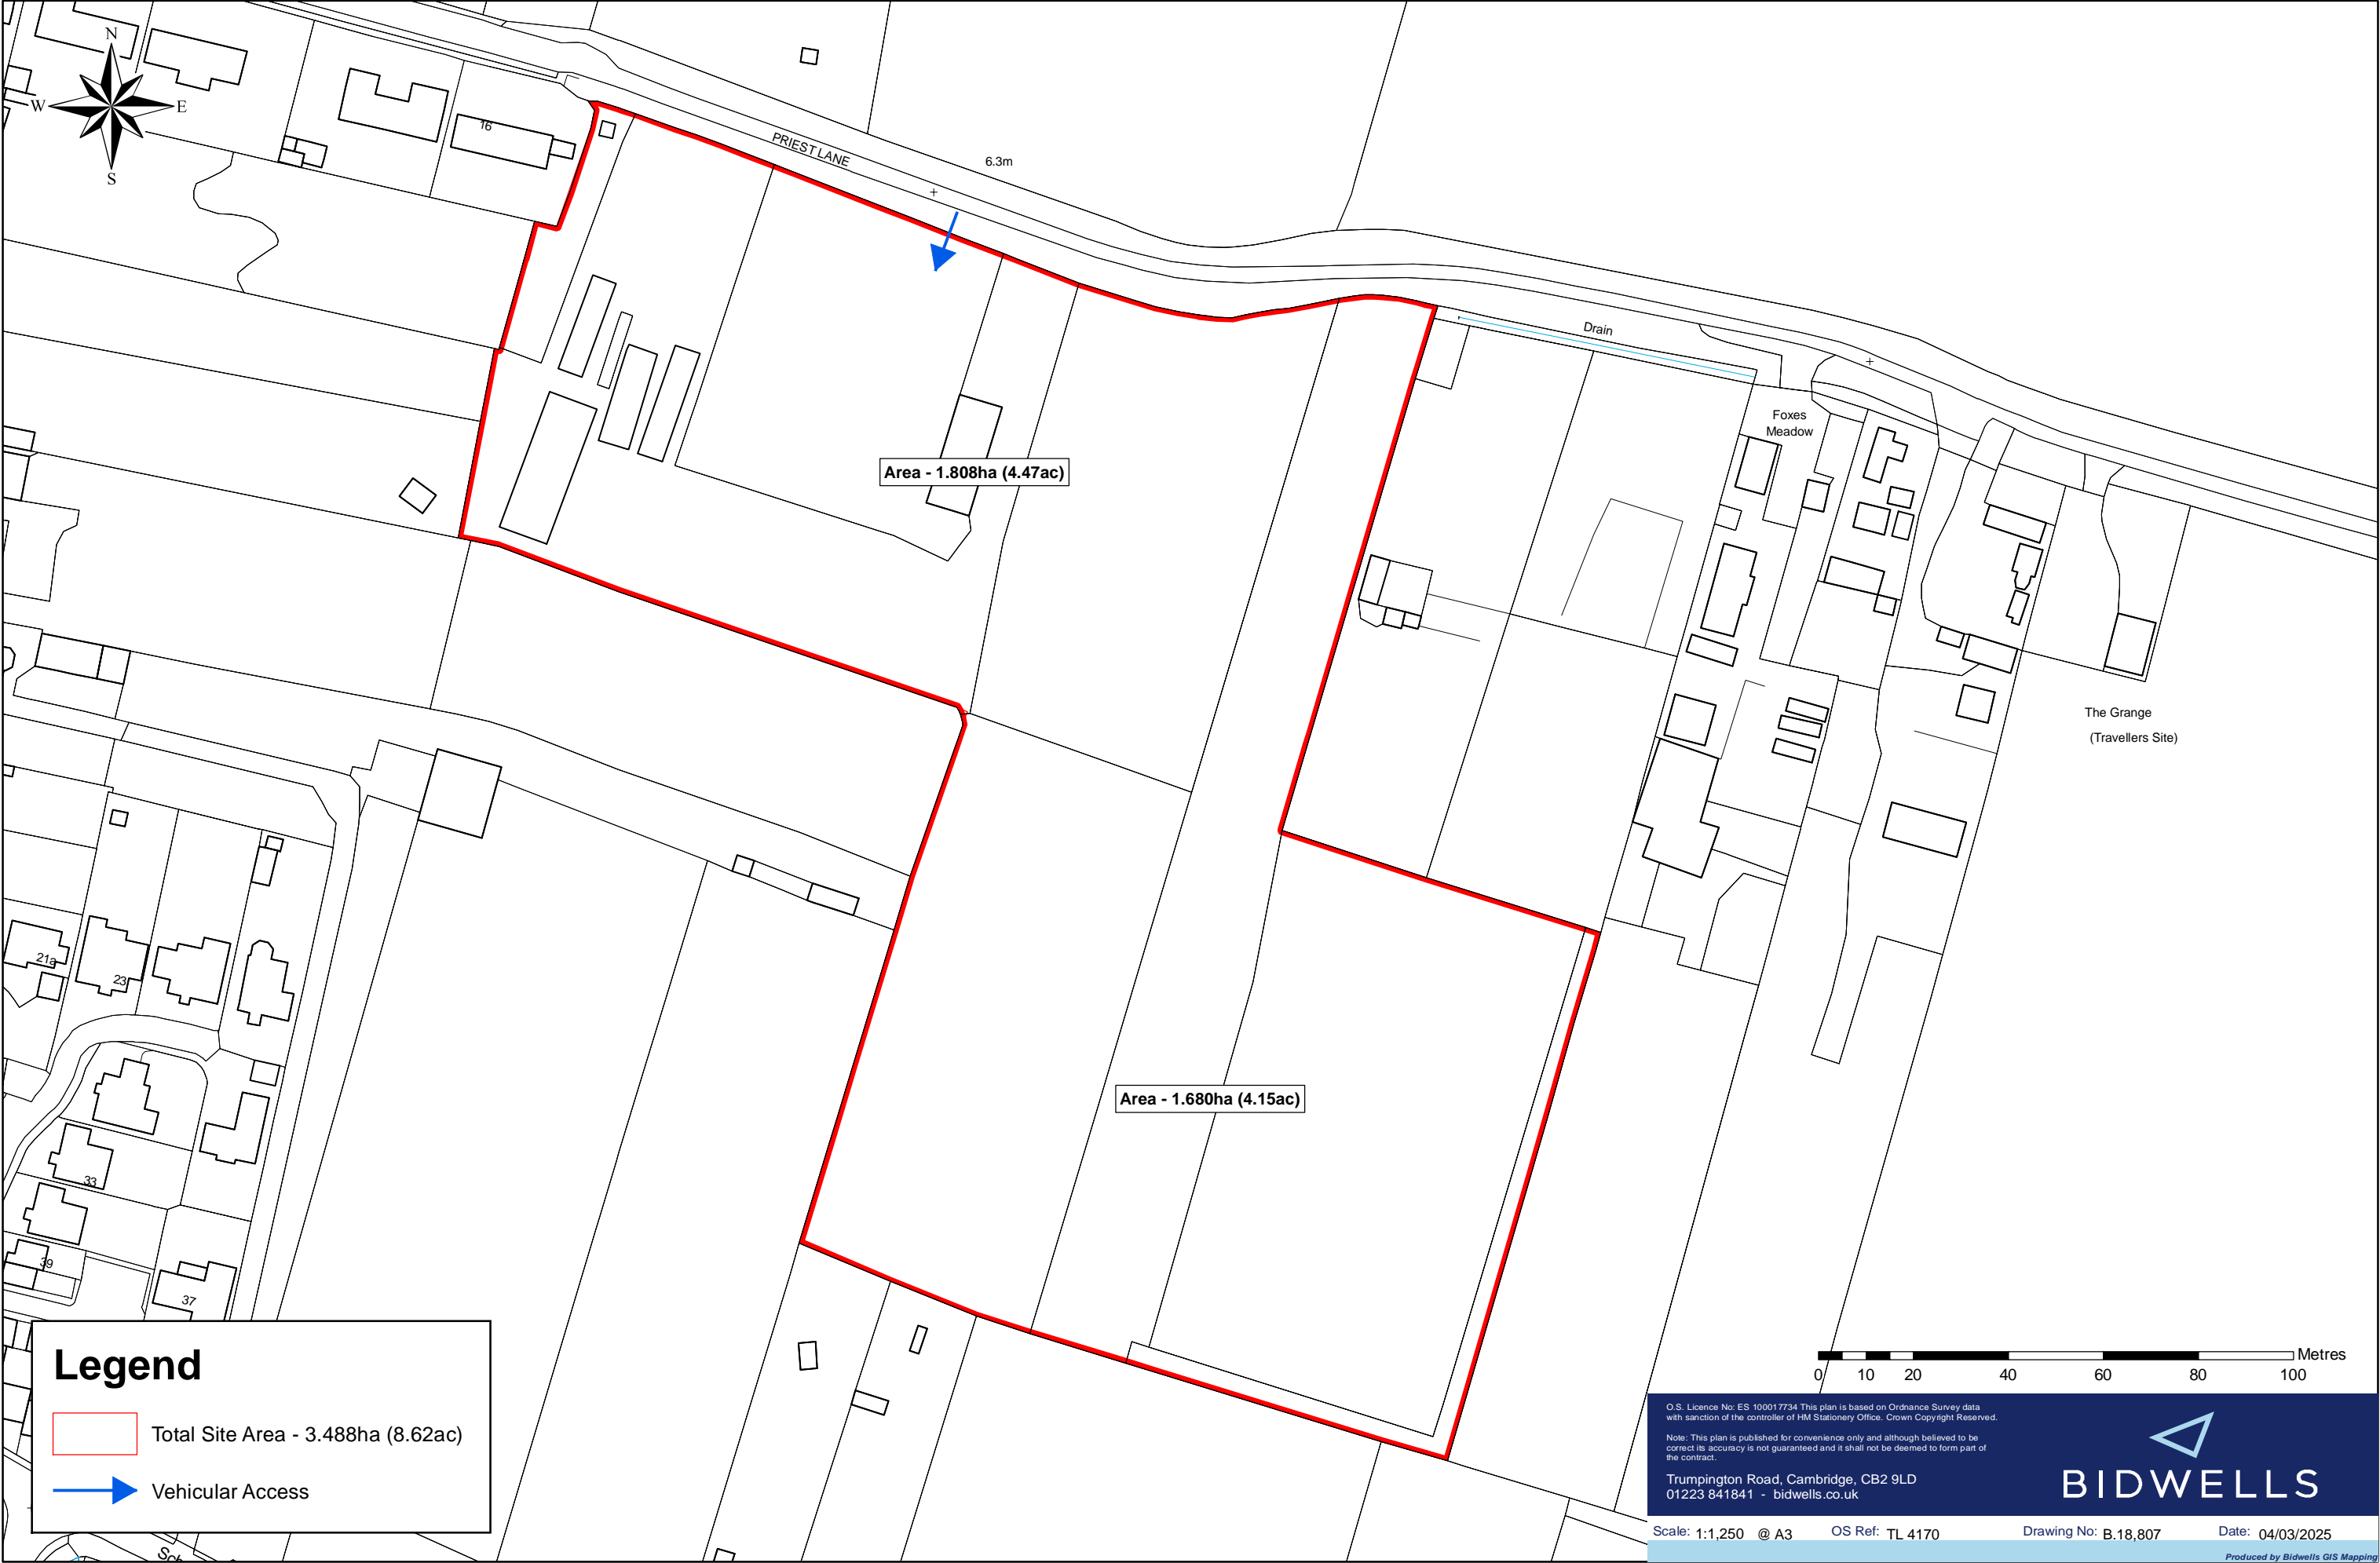 N
W E
S
16
PRIEST LANE
6.3m
Drain
Foxes
Meadow
Area - 1.808ha (4.47ac)
The Grange
(Travellers Site)
21a
23
33
39
37
Area - 1.680ha (4.15ac)
Legend
Total Site Area - 3.488ha (8.62ac)
Vehicular Access
Metres
0 10 20 40 60 80 100
O.S. Licence No: ES 100017734 This plan is based on Ordnance Survey data
with sanction of the controller of HM Stationery Office. Crown Copyright Reserved.
Note: This plan is published for convenience only and although believed to be
correct its accuracy is not guaranteed and it shall not be deemed to form part of
the contract.
Trumpington Road, Cambridge, CB2 9LD
01223 841841 - bidwells.co.uk
BIDWELLS
Scale: 1:1,250 @ A3 OS Ref: TL 4170 Drawing No: B.18,807 Date: 04/03/2025
Produced by Bidwells GIS Mapping